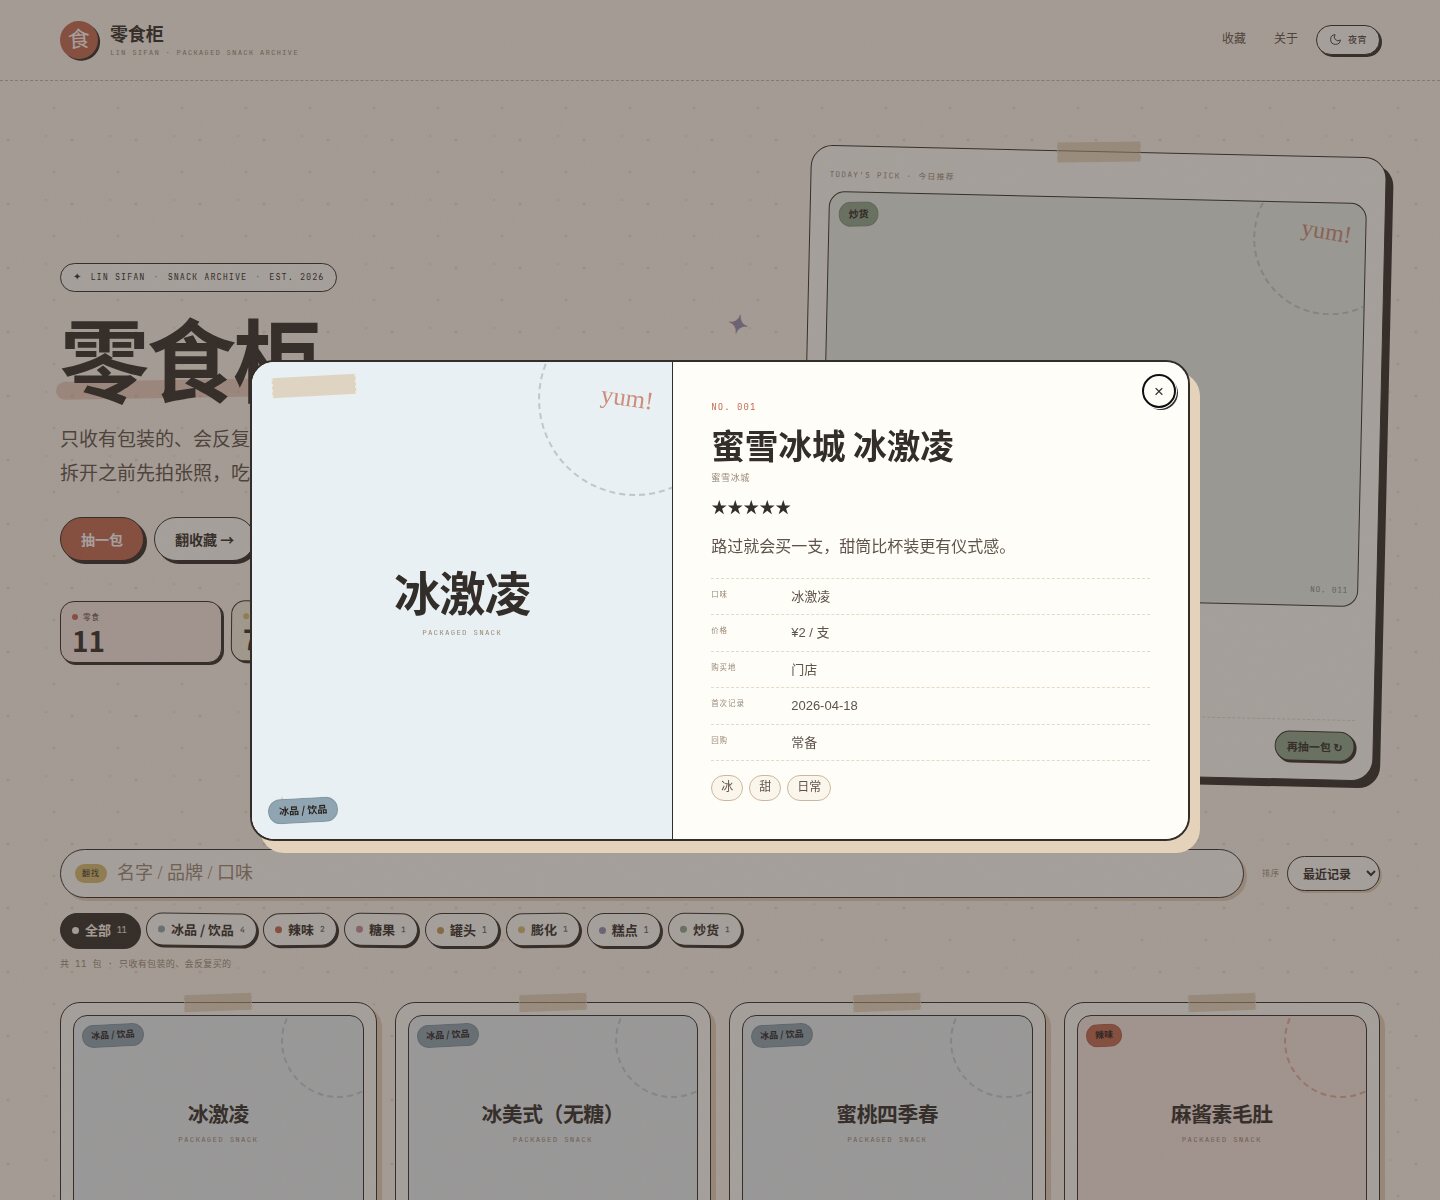 食
零食柜
LIN SIFAN · PACKAGED SNACK ARCHIVE
收藏
关于
夜宵
TODAY'S PICK · 今日推荐
炒货
yum!
NO. 011
再抽一包 ↻
✦ LIN SIFAN · SNACK ARCHIVE · EST. 2026
零食柜
只收有包装的、会反复
拆开之前先拍张照，吃
抽一包
翻收藏 →
零食
11
yum!
冰激凌
PACKAGED SNACK
冰品 / 饮品
×
NO. 001
蜜雪冰城 冰激凌
蜜雪冰城
★★★★★
路过就会买一支，甜筒比杯装更有仪式感。
口味 冰激凌
价格 ¥2 / 支
购买地 门店
首次记录 2026-04-18
回购 常备
冰 甜 日常
翻找 名字 / 品牌 / 口味
排序 最近记录
全部 11 冰品 / 饮品 4 辣味 2 糖果 1 罐头 1 膨化 1 糕点 1 炒货 1
共 11 包 · 只收有包装的、会反复买的
冰品 / 饮品
冰激凌
PACKAGED SNACK
冰品 / 饮品
冰美式（无糖）
PACKAGED SNACK
冰品 / 饮品
蜜桃四季春
PACKAGED SNACK
辣味
麻酱素毛肚
PACKAGED SNACK